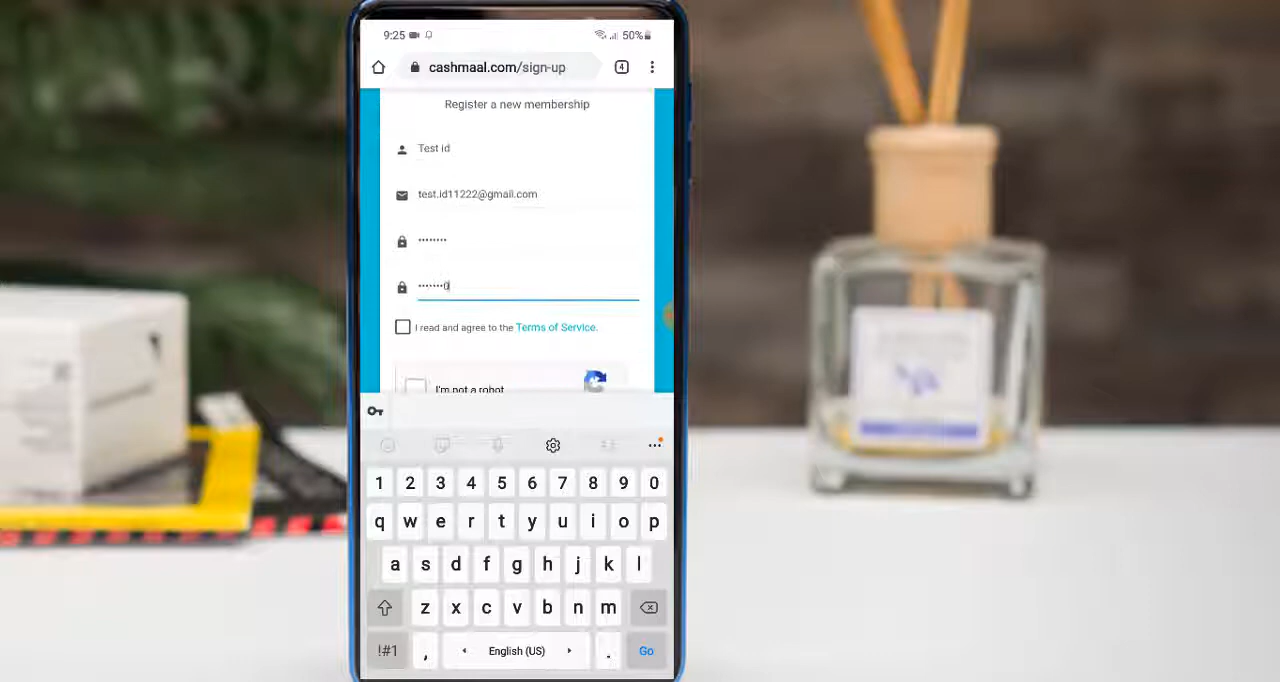 9:25 50%
cashmaal.com/sign-up 4
Register a new membership
Test id
test.id11222@gmail.com
••••••••
•••••••0
I read and agree to the Terms of Service.
I'm not a robot
1 2 3 4 5 6 7 8 9 0
q w e r t y u i o p
a s d f g h j k l
z x c v b n m
!#1 , English (US) . Go